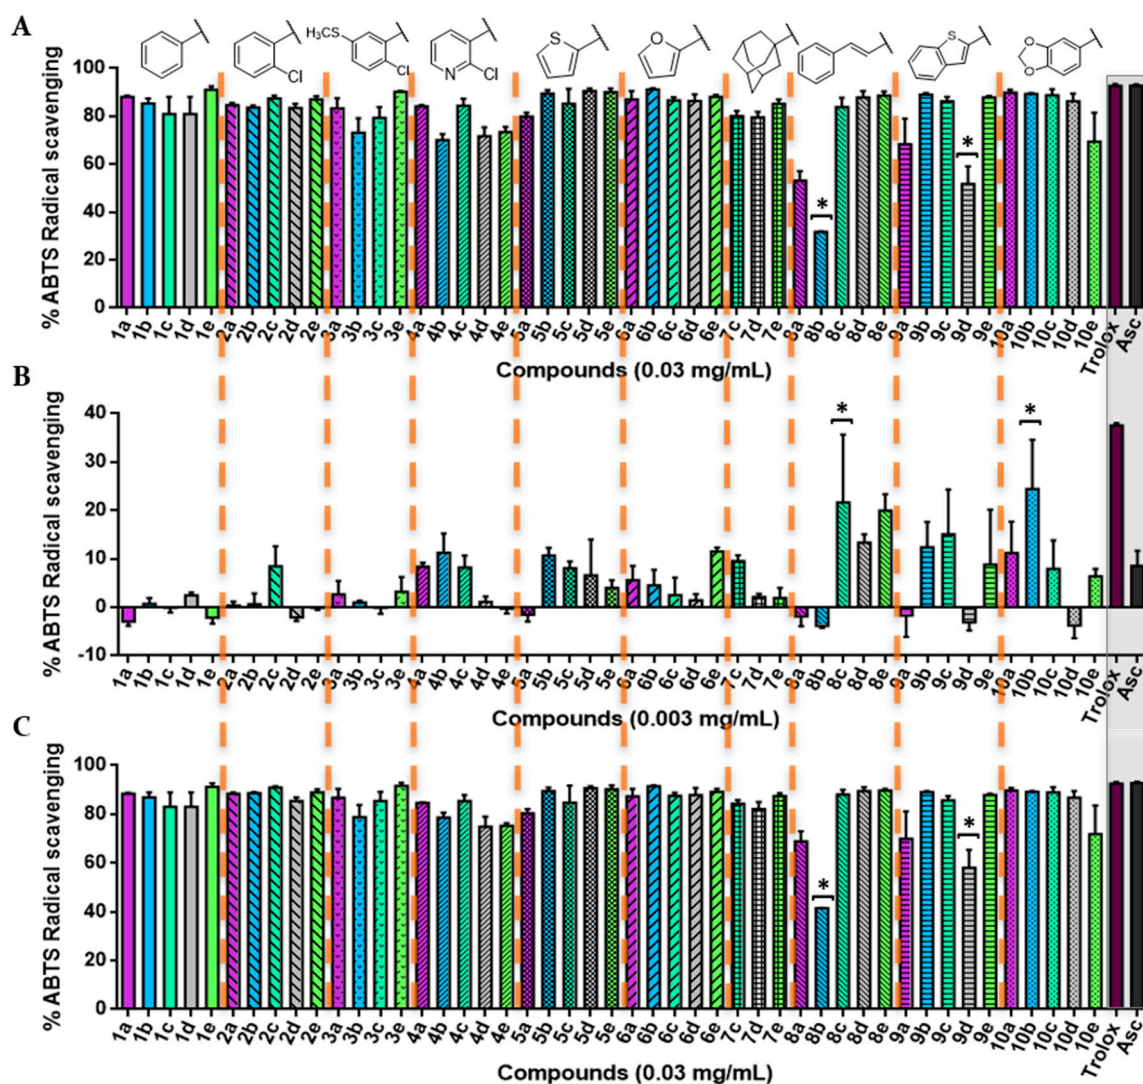 A
H₃CS
Cl
Cl
N
Cl
S
O
S
O
O
% ABTS Radical scavenging
100
80
60
40
20
0
*
*
1a 1b 1c 1d 1e 2a 2b 2c 2d 2e 3a 3b 3c 3e 4a 4b 4c 4d 4e 5a 5b 5c 5d 5e 6a 6b 6c 6d 6e 7c 7d 7e 8a 8b 8c 8d 8e 9a 9b 9c 9d 9e 10a 10b 10c 10d 10e Trolox Asc
Compounds (0.03 mg/mL)
B
% ABTS Radical scavenging
40
30
20
10
0
-10
*
*
1a 1b 1c 1d 1e 2a 2b 2c 2d 2e 3a 3b 3c 3e 4a 4b 4c 4d 4e 5a 5b 5c 5d 5e 6a 6b 6c 6d 6e 7c 7d 7e 8a 8b 8c 8d 8e 9a 9b 9c 9d 9e 10a 10b 10c 10d 10e Trolox Asc
Compounds (0.003 mg/mL)
C
% ABTS Radical scavenging
100
80
60
40
20
0
*
*
1a 1b 1c 1d 1e 2a 2b 2c 2d 2e 3a 3b 3c 3e 4a 4b 4c 4d 4e 5a 5b 5c 5d 5e 6a 6b 6c 6d 6e 7c 7d 7e 8a 8b 8c 8d 8e 9a 9b 9c 9d 9e 10a 10b 10c 10d 10e Trolox Asc
Compounds (0.03 mg/mL)